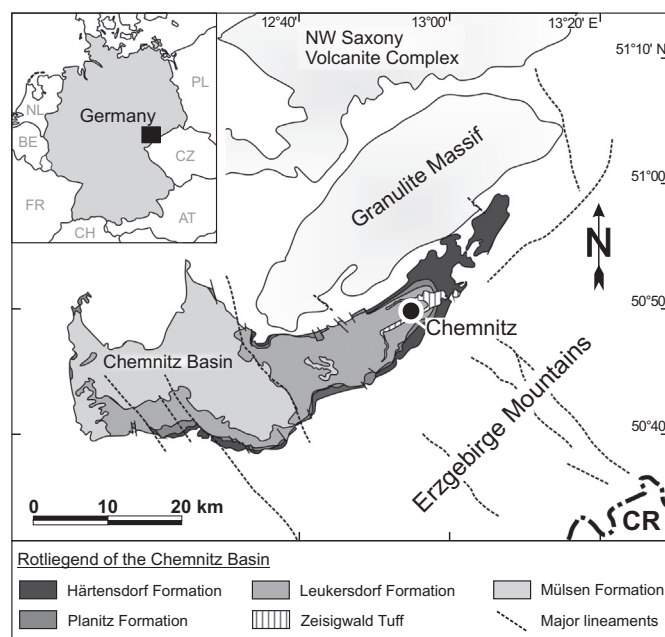 12°40'
13°00'
13°20' E
51°10' N
51°00'
50°50'
50°40'
NL
BE
FR
CH
AT
CZ
PL
Germany
NW Saxony
Volcanite Complex
Granulite Massif
N
Chemnitz
Chemnitz Basin
Erzgebirge Mountains
CR
0 10 20 km
Rotliegend of the Chemnitz Basin
Härtensdorf Formation
Leukersdorf Formation
Mülsen Formation
Planitz Formation
Zeisigwald Tuff
Major lineaments